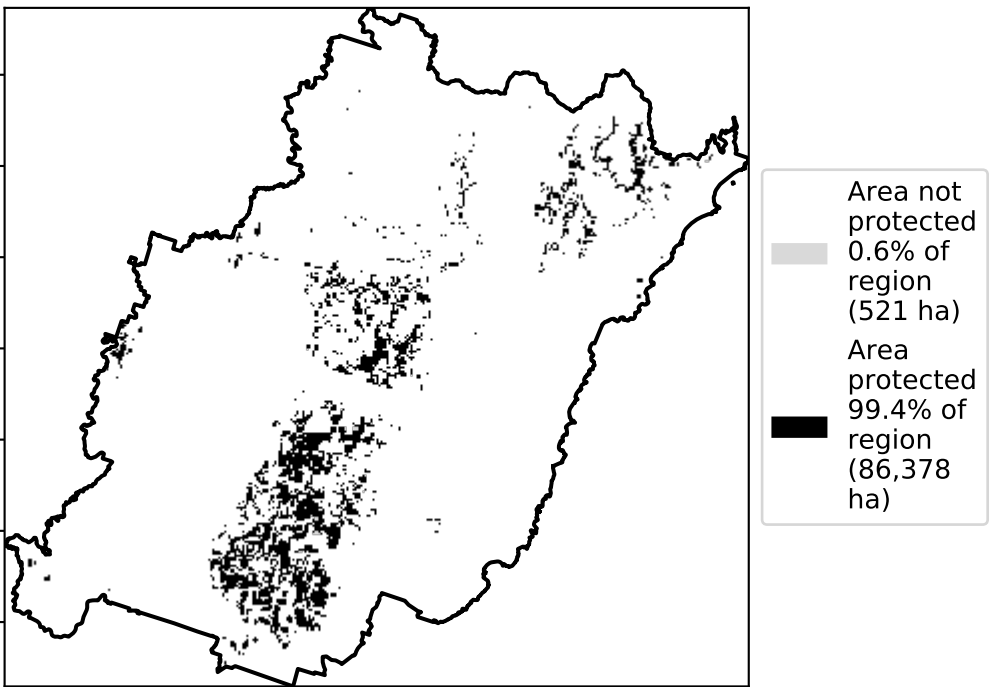 Area not
protected
0.6% of
region
(521 ha)
Area
protected
99.4% of
region
(86,378
ha)